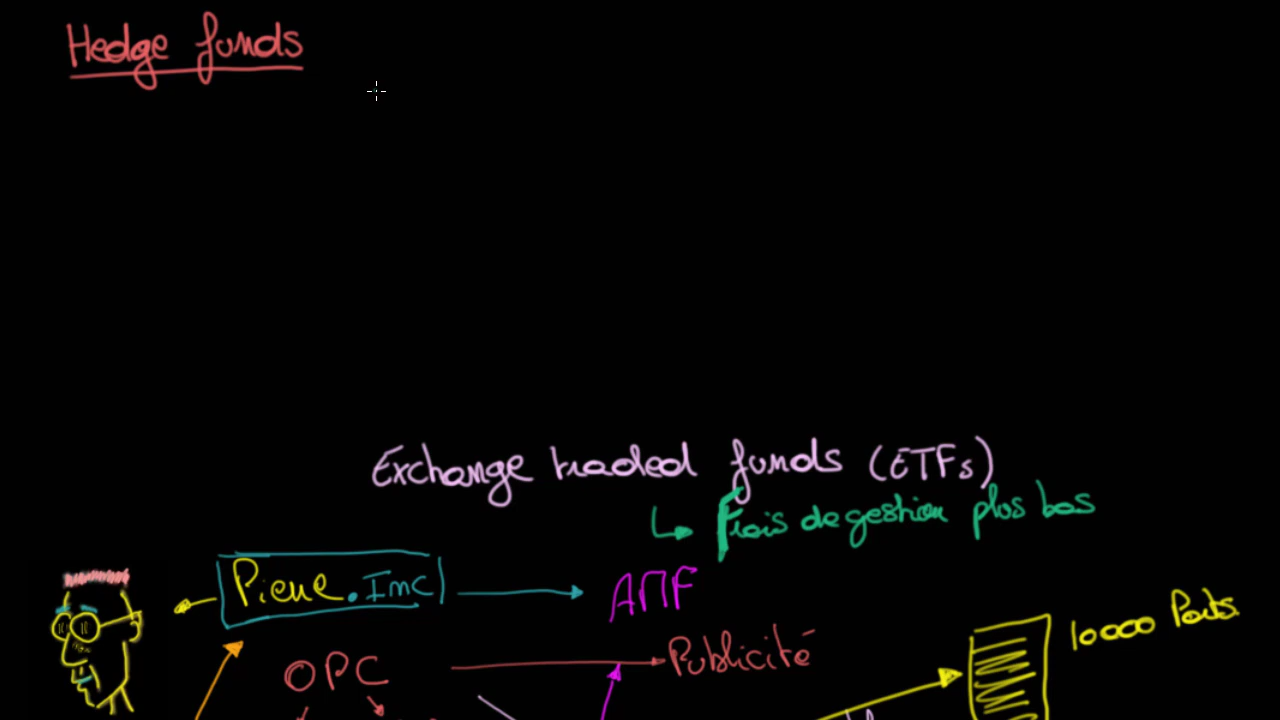 Hedge funds
Exchange traded funds (ETFs)
Frais de gestion plus bas
Pierre.Inc
AMF
10000 Parts
OPC
Publicité